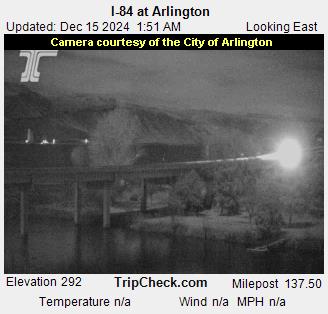 I-84 at Arlington
Updated: Dec 15 2024 1:51 AM Looking East
Camera courtesy of the City of Arlington
Elevation 292 TripCheck.com Milepost 137.50
Temperature n/a Wind n/a MPH n/a